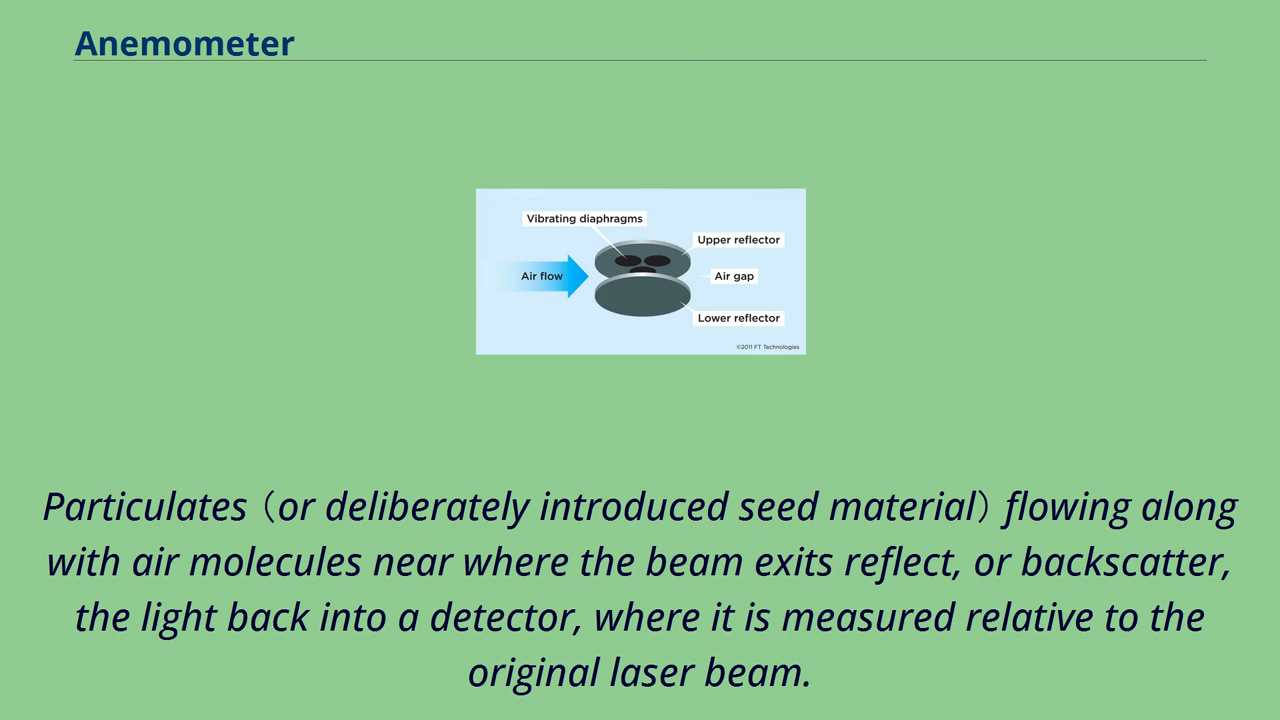 Anemometer
Vibrating diaphragms
Upper reflector
Air flow
Air gap
Lower reflector
©2011 FT Technologies
Particulates（or deliberately introduced seed material）flowing along
with air molecules near where the beam exits reflect, or backscatter,
the light back into a detector, where it is measured relative to the
original laser beam.